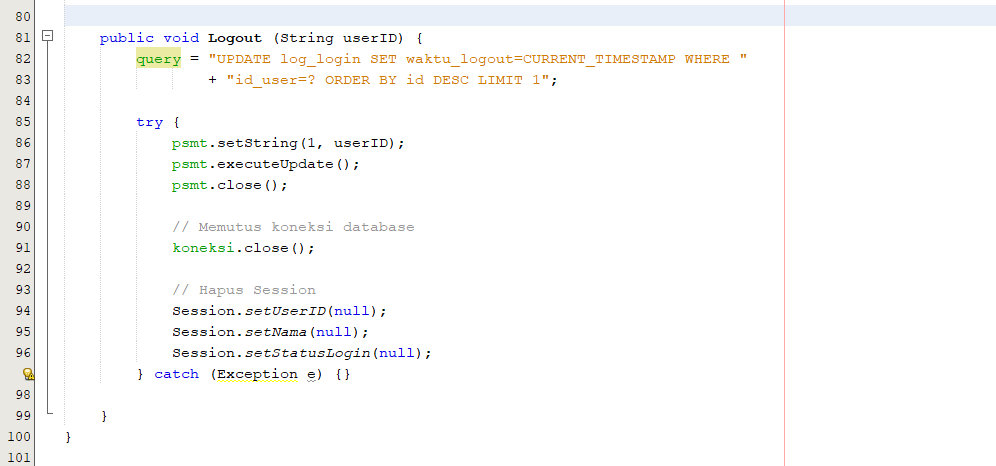 80
81 public void Logout (String userID) {
82 query = "UPDATE log_login SET waktu_logout=CURRENT_TIMESTAMP WHERE "
83 + "id_user=? ORDER BY id DESC LIMIT 1";
84
85 try {
86 psmt.setString(1, userID);
87 psmt.executeUpdate();
88 psmt.close();
89
90 // Memutus koneksi database
91 koneksi.close();
92
93 // Hapus Session
94 Session.setUserID(null);
95 Session.setNama(null);
96 Session.setStatusLogin(null);
} catch (Exception e) {}
98
99 }
100 }
101